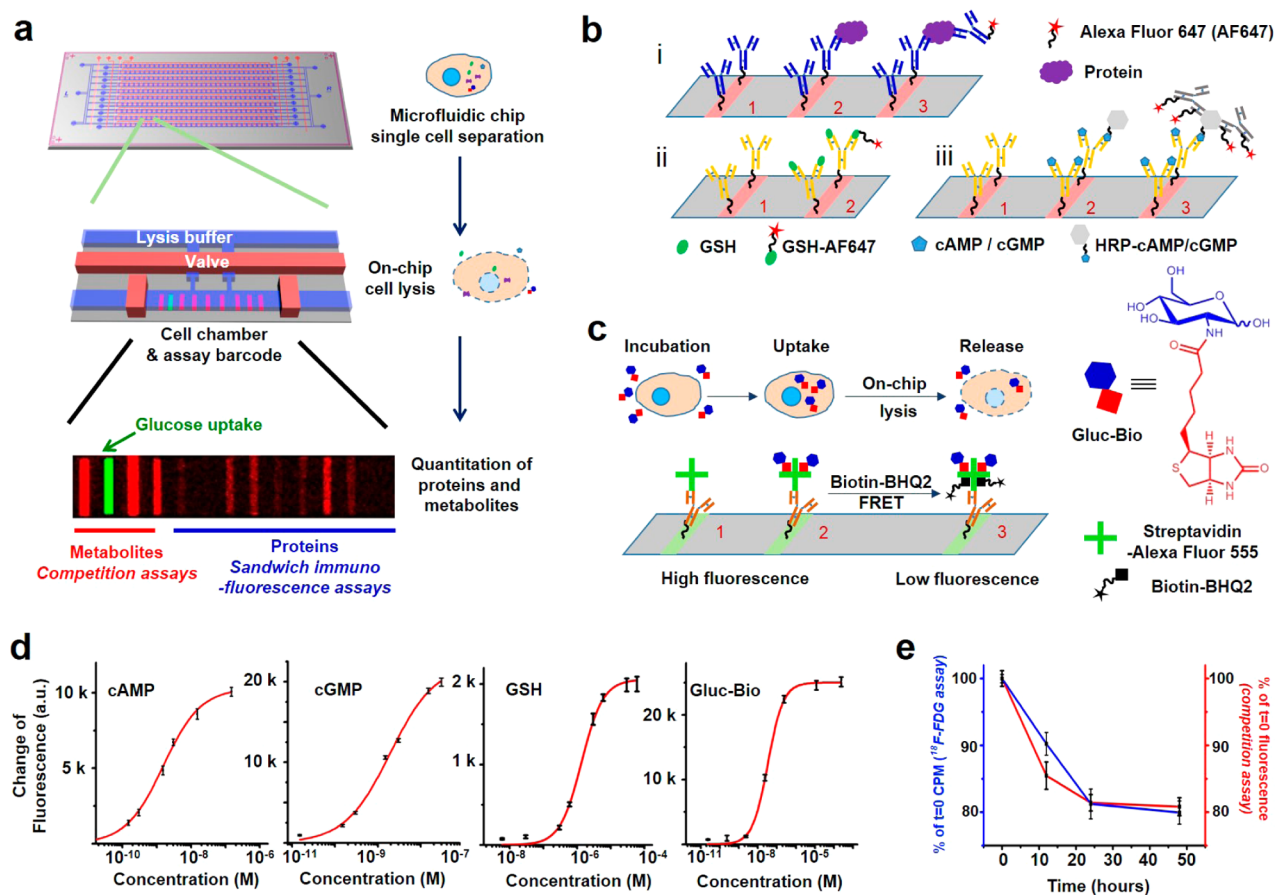 a
Microfluidic chip
single cell separation
Lysis buffer
Valve
On-chip
cell lysis
Cell chamber
& assay barcode
Glucose uptake
Quantitation of
proteins and
metabolites
Metabolites
Competition assays
Proteins
Sandwich immuno
-fluorescence assays
b
i
1
2
3
Alexa Fluor 647 (AF647)
Protein
ii
1
2
iii
1
2
3
GSH
GSH-AF647
cAMP / cGMP
HRP-cAMP/cGMP
c
Incubation
Uptake
Release
On-chip
lysis
Biotin-BHQ2
FRET
1
2
3
High fluorescence
Low fluorescence
Gluc-Bio
OH
HO
HO
OH
NH
O
H
H
N
O
S
N
H
H
Streptavidin
-Alexa Fluor 555
Biotin-BHQ2
d
Change of
Fluorescence (a.u.)
cAMP
10 k
5 k
10⁻¹⁰
10⁻⁸
10⁻⁶
Concentration (M)
cGMP
20 k
10 k
10⁻¹¹
10⁻⁹
10⁻⁷
Concentration (M)
GSH
2 k
1 k
10⁻⁸
10⁻⁶
10⁻⁴
Concentration (M)
Gluc-Bio
20 k
10 k
10⁻¹¹
10⁻⁸
10⁻⁵
Concentration (M)
e
% of t=0 CPM (¹⁸F-FDG assay)
100
90
80
0
10
20
30
40
50
Time (hours)
100
90
80
% of t=0 fluorescence
(competition assay)